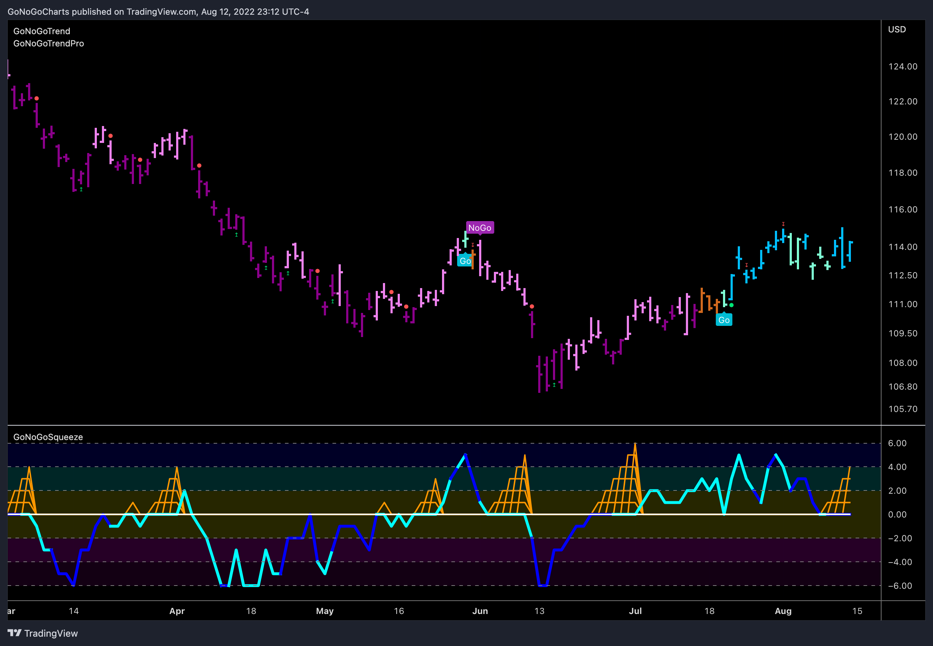 GoNoGoCharts published on TradingView.com, Aug 12, 2022 23:12 UTC-4
GoNoGoTrend
GoNoGoTrendPro
USD
124.00
122.00
120.00
118.00
116.00
NoGo
114.00
Go
112.50
111.00
Go
109.50
108.00
106.80
105.70
GoNoGoSqueeze
6.00
4.00
2.00
0.00
−2.00
−4.00
−6.00
ar 14 Apr 18 May 16 Jun 13 Jul 18 Aug 15
TradingView